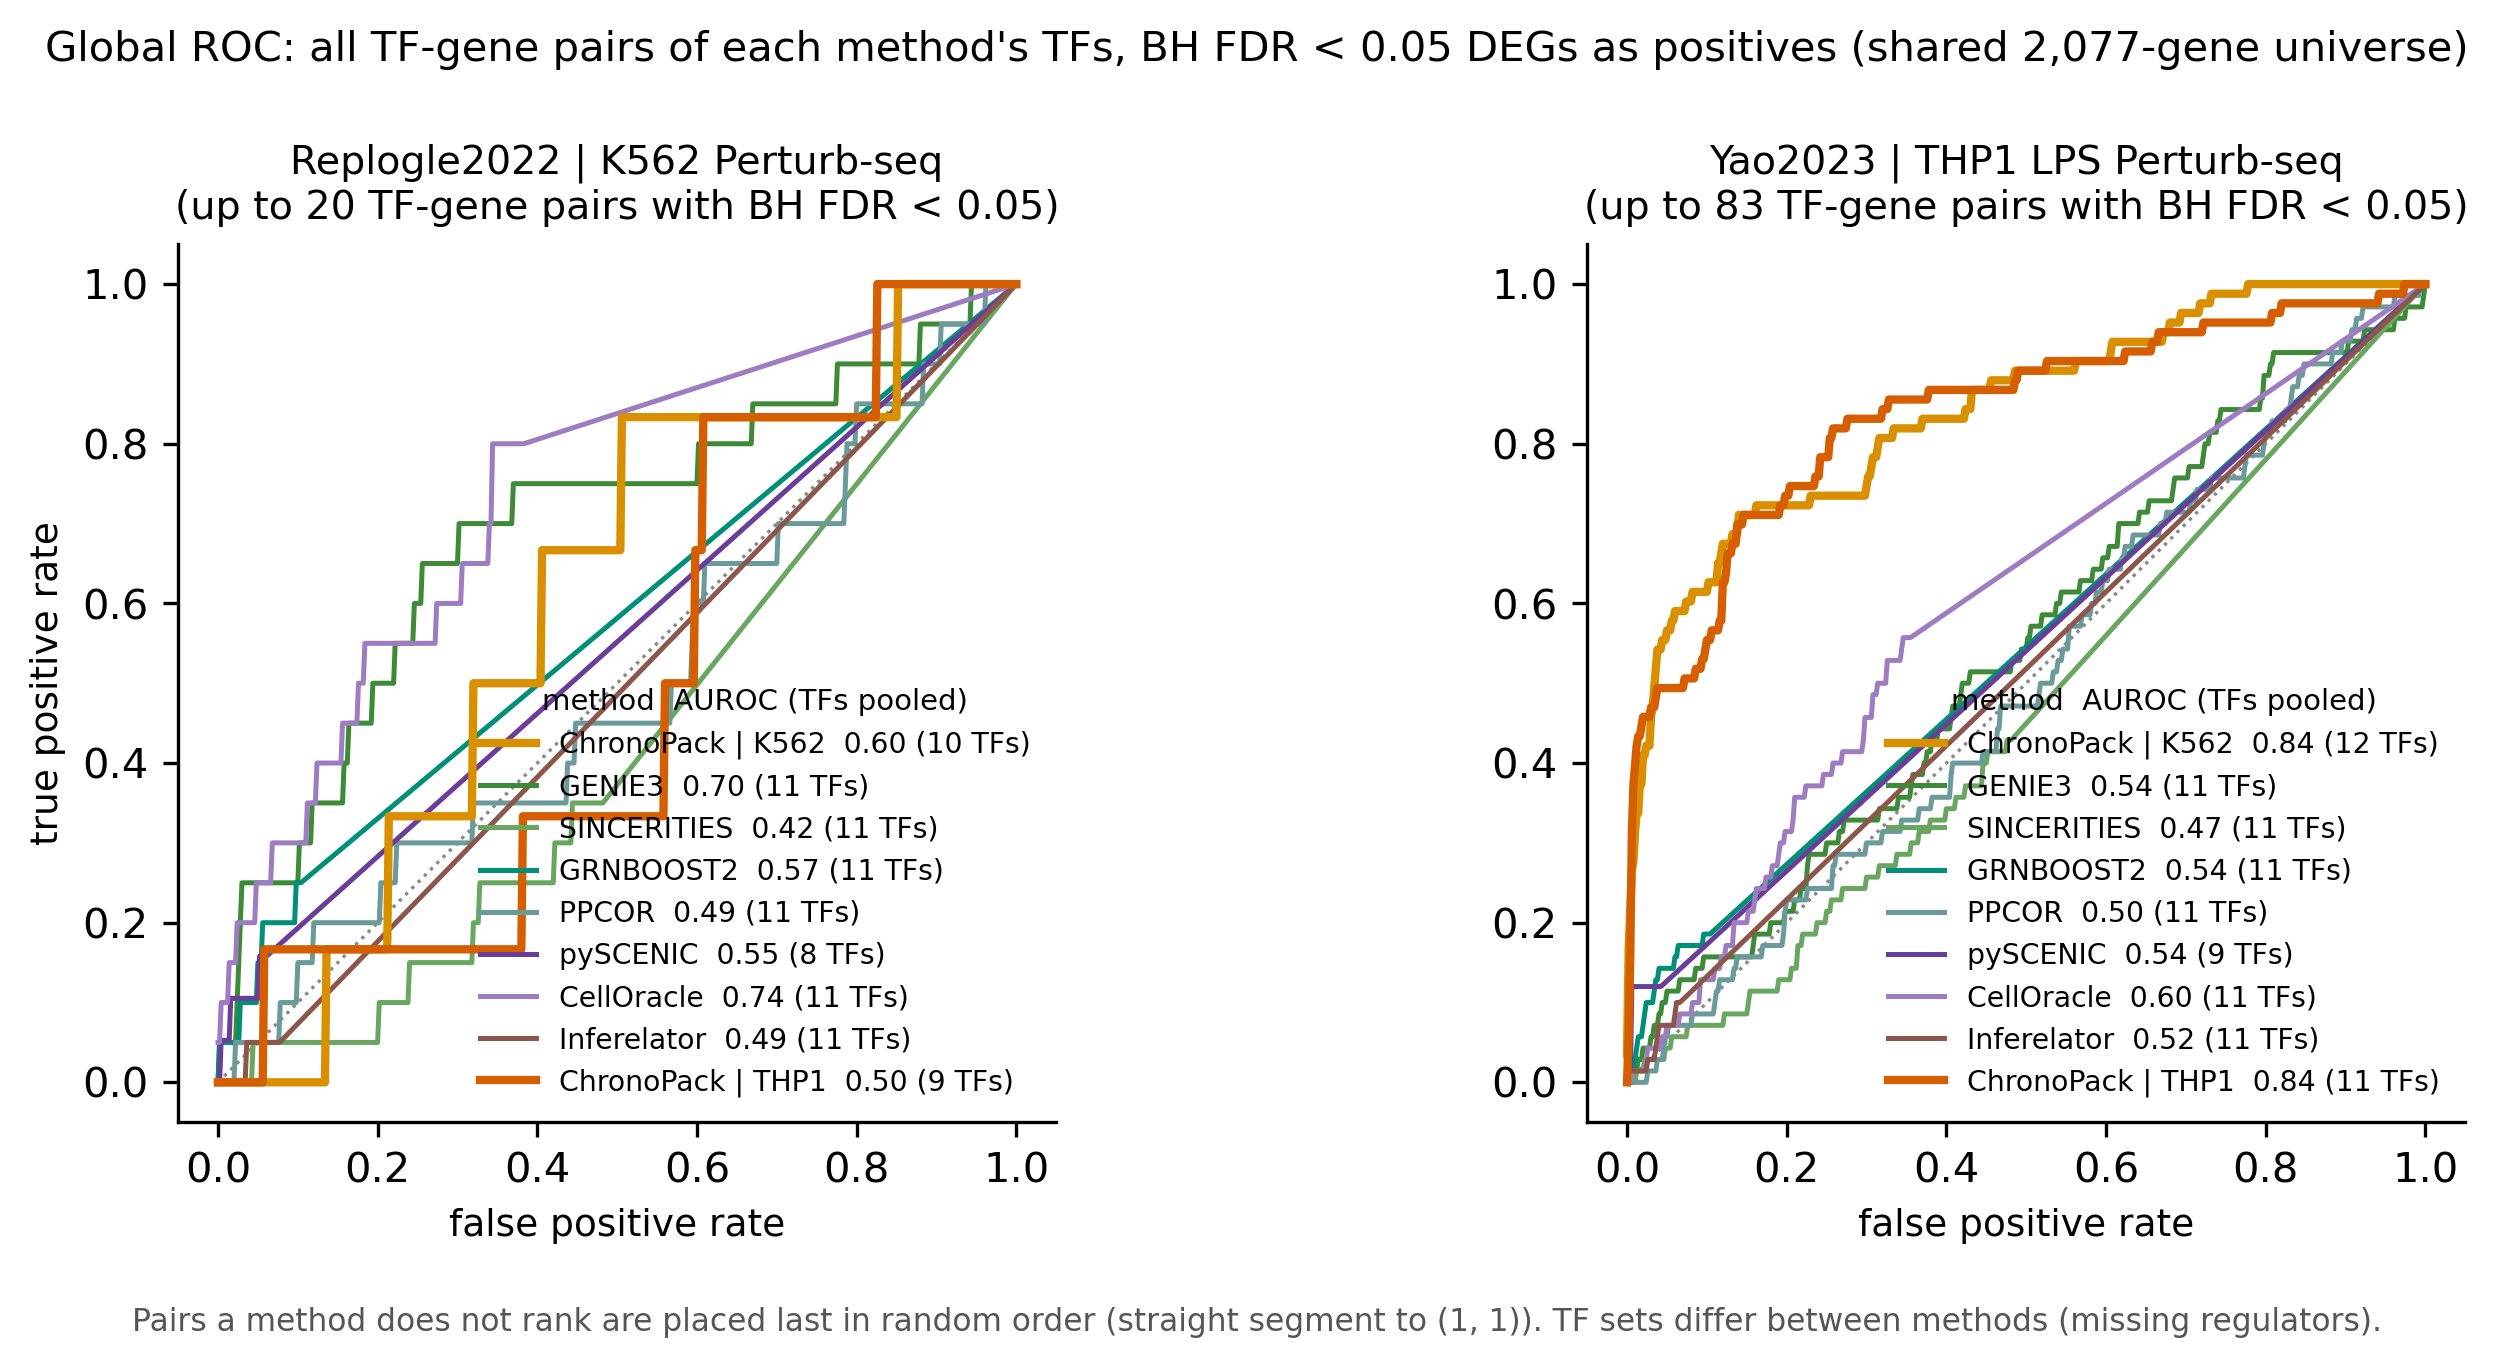 Global ROC: all TF-gene pairs of each method's TFs, BH FDR < 0.05 DEGs as positives (shared 2,077-gene universe)
Replogle2022 | K562 Perturb-seq
(up to 20 TF-gene pairs with BH FDR < 0.05)
true positive rate
1.0
0.8
0.6
0.4
0.2
0.0
method  AUROC (TFs pooled)
ChronoPack | K562  0.60 (10 TFs)
GENIE3  0.70 (11 TFs)
SINCERITIES  0.42 (11 TFs)
GRNBOOST2  0.57 (11 TFs)
PPCOR  0.49 (11 TFs)
pySCENIC  0.55 (8 TFs)
CellOracle  0.74 (11 TFs)
Inferelator  0.49 (11 TFs)
ChronoPack | THP1  0.50 (9 TFs)
0.0 0.2 0.4 0.6 0.8 1.0
false positive rate
Yao2023 | THP1 LPS Perturb-seq
(up to 83 TF-gene pairs with BH FDR < 0.05)
1.0
0.8
0.6
0.4
0.2
0.0
method  AUROC (TFs pooled)
ChronoPack | K562  0.84 (12 TFs)
GENIE3  0.54 (11 TFs)
SINCERITIES  0.47 (11 TFs)
GRNBOOST2  0.54 (11 TFs)
PPCOR  0.50 (11 TFs)
pySCENIC  0.54 (9 TFs)
CellOracle  0.60 (11 TFs)
Inferelator  0.52 (11 TFs)
ChronoPack | THP1  0.84 (11 TFs)
0.0 0.2 0.4 0.6 0.8 1.0
false positive rate
Pairs a method does not rank are placed last in random order (straight segment to (1, 1)). TF sets differ between methods (missing regulators).